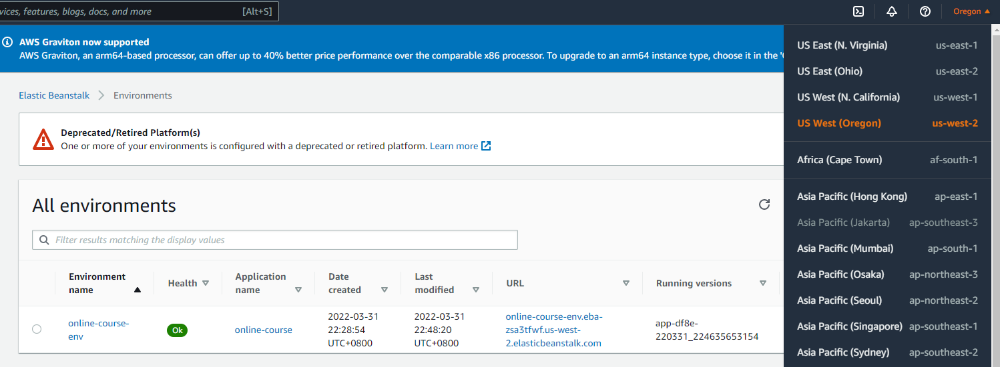 vices, features, blogs, docs, and more [Alt+S] Oregon
AWS Graviton now supported
AWS Graviton, an arm64-based processor, can offer up to 40% better price performance over the comparable x86 processor. To upgrade to an arm64 instance type, choose it in the '
Elastic Beanstalk Environments
Deprecated/Retired Platform(s)
One or more of your environments is configured with a deprecated or retired platform. Learn more
All environments
Filter results matching the display values
Environment name Health Application name Date created Last modified URL Running versions
online-course-
env
Ok
online-course
2022-03-31
22:28:54
UTC+0800
2022-03-31
22:48:20
UTC+0800
online-course-env.eba-
zsa3tfwf.us-west-
2.elasticbeanstalk.com
app-df8e-
220331_224635653154
US East (N. Virginia) us-east-1
US East (Ohio) us-east-2
US West (N. California) us-west-1
US West (Oregon) us-west-2
Africa (Cape Town) af-south-1
Asia Pacific (Hong Kong) ap-east-1
Asia Pacific (Jakarta) ap-southeast-3
Asia Pacific (Mumbai) ap-south-1
Asia Pacific (Osaka) ap-northeast-3
Asia Pacific (Seoul) ap-northeast-2
Asia Pacific (Singapore) ap-southeast-1
Asia Pacific (Sydney) ap-southeast-2